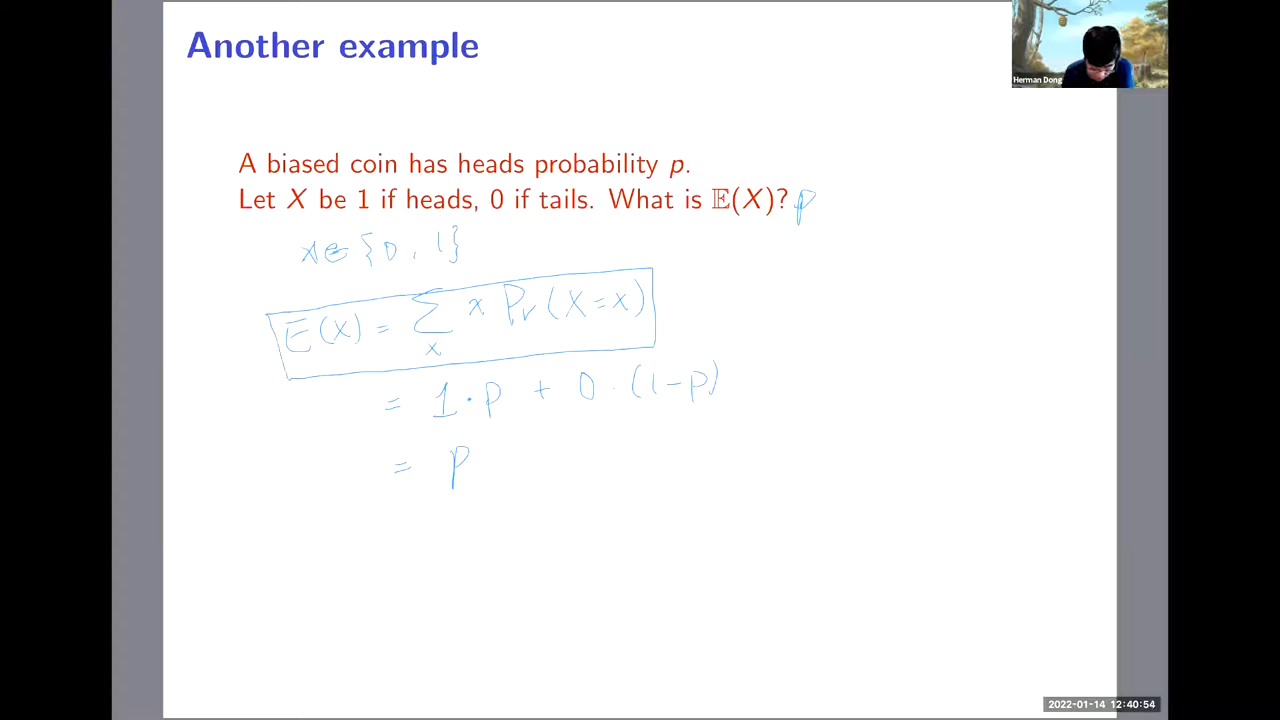 Another example
Herman Dong
A biased coin has heads probability p.
Let X be 1 if heads, 0 if tails. What is 𝔼(X)? p
x ∈ {0, 1}
E(X) = ∑ₓ x Pr(X=x)
= 1 · p + 0 · (1-p)
= p
2022-01-14 12:40:54